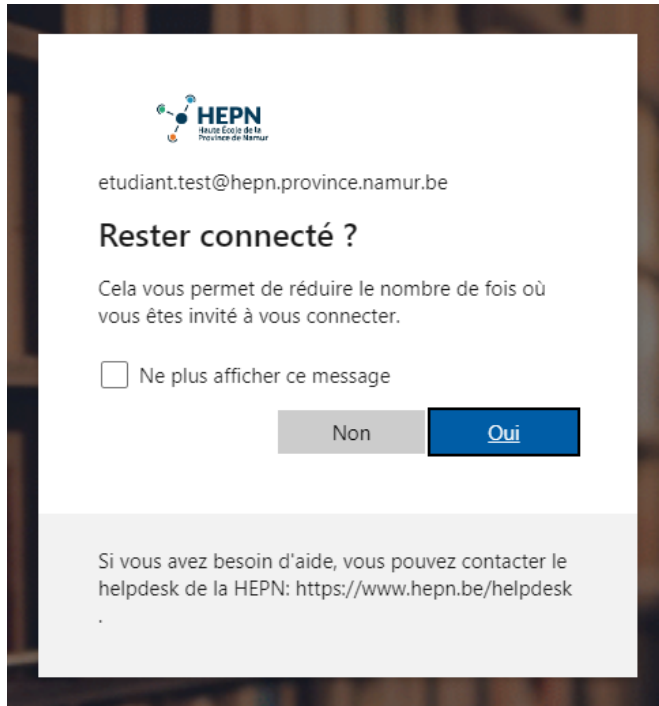 HEPN
Haute École de la
Province de Namur
etudiant.test@hepn.province.namur.be
Rester connecté ?
Cela vous permet de réduire le nombre de fois où
vous êtes invité à vous connecter.
Ne plus afficher ce message
Non
Oui
Si vous avez besoin d'aide, vous pouvez contacter le
helpdesk de la HEPN: https://www.hepn.be/helpdesk
.